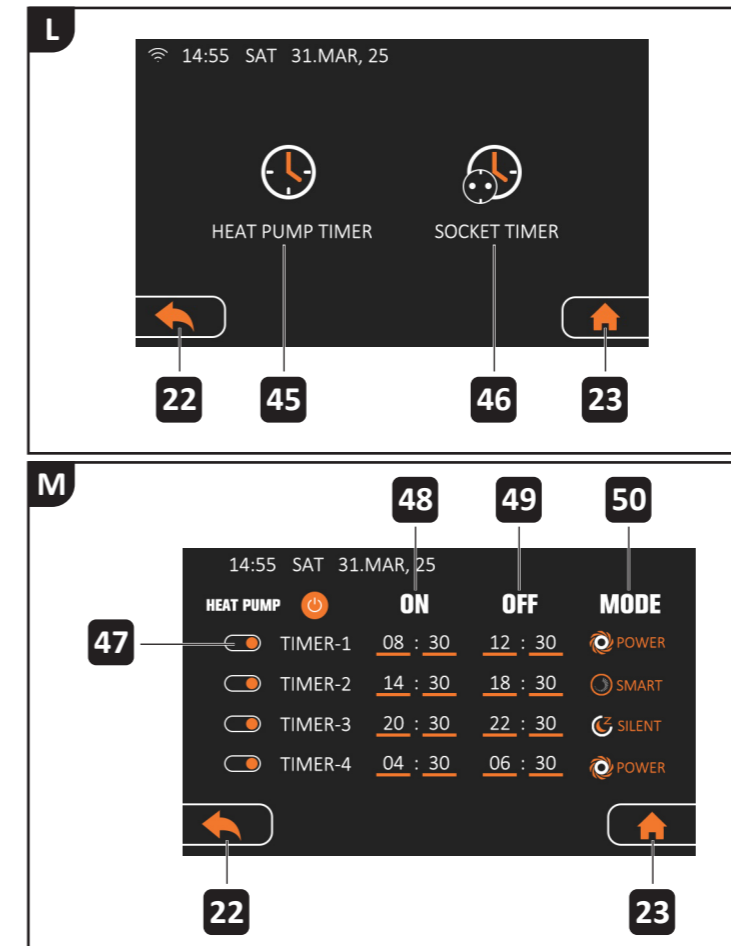 L
14:55 SAT 31.MAR, 25
HEAT PUMP TIMER SOCKET TIMER
22 45 46 23
M
48 49 50
14:55 SAT 31.MAR, 25
HEAT PUMP ON OFF MODE
47 TIMER-1 08 : 30 12 : 30 POWER
TIMER-2 14 : 30 18 : 30 SMART
TIMER-3 20 : 30 22 : 30 SILENT
TIMER-4 04 : 30 06 : 30 POWER
22 23